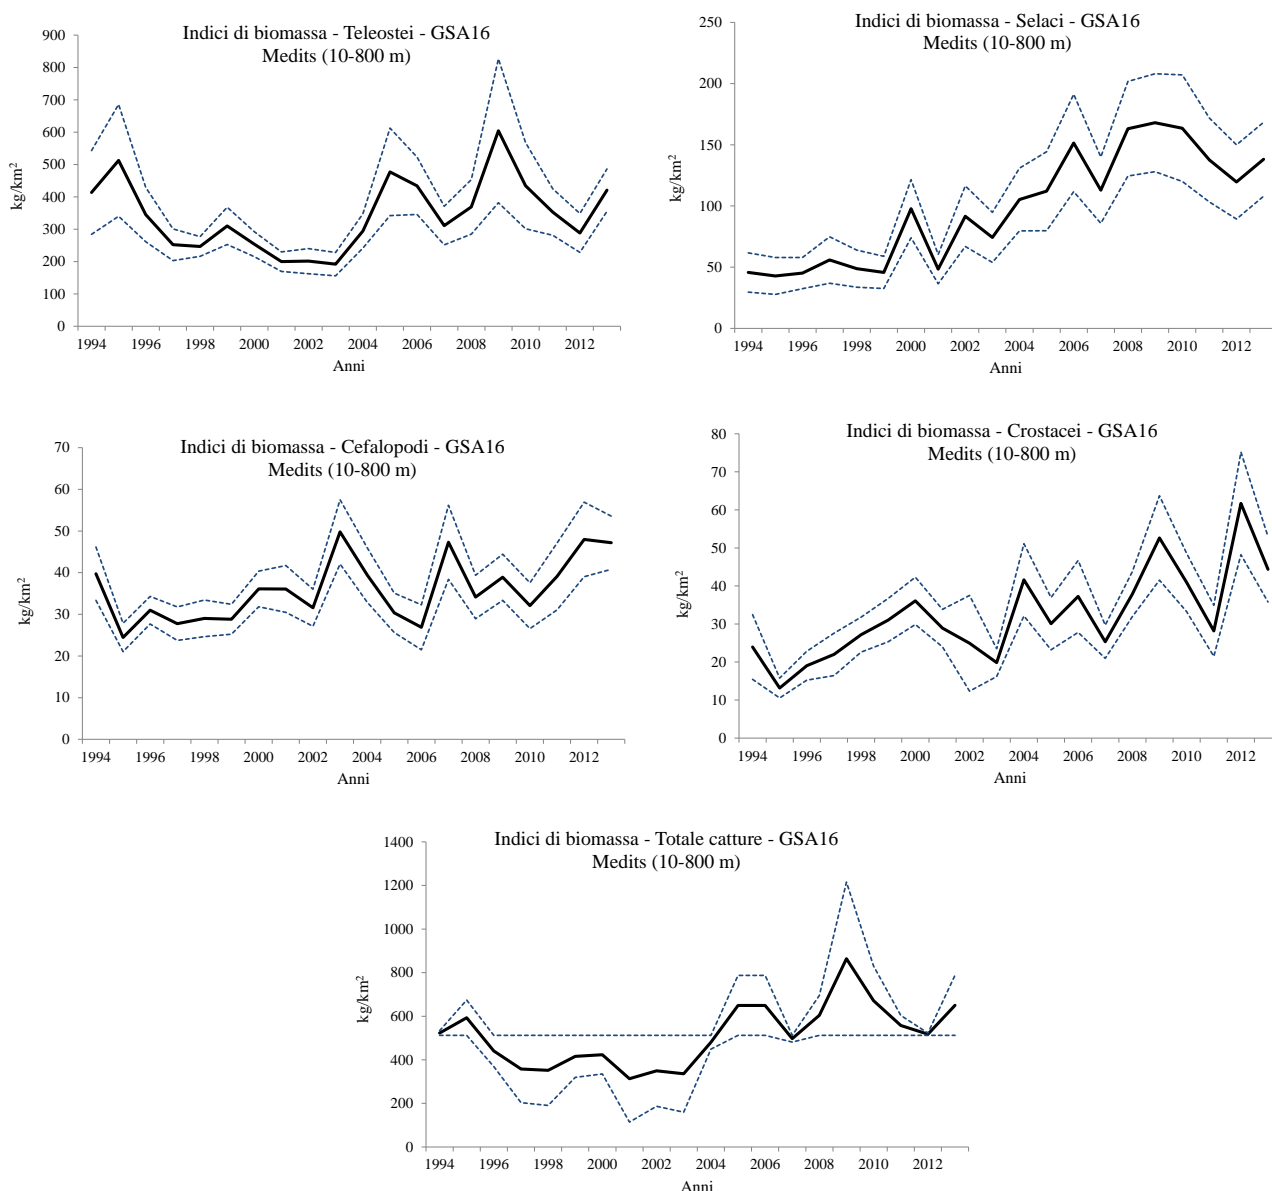 Indici di biomassa - Teleostei - GSA16
Medits (10-800 m)
900
800
700
600
500
400
300
200
100
0
kg/km²
1994 1996 1998 2000 2002 2004 2006 2008 2010 2012
Anni
Indici di biomassa - Selaci - GSA16
Medits (10-800 m)
250
200
150
100
50
0
kg/km²
1994 1996 1998 2000 2002 2004 2006 2008 2010 2012
Anni
Indici di biomassa - Cefalopodi - GSA16
Medits (10-800 m)
70
60
50
40
30
20
10
0
kg/km²
1994 1996 1998 2000 2002 2004 2006 2008 2010 2012
Anni
Indici di biomassa - Crostacei - GSA16
Medits (10-800 m)
80
70
60
50
40
30
20
10
0
kg/km²
1994 1996 1998 2000 2002 2004 2006 2008 2010 2012
Anni
Indici di biomassa - Totale catture - GSA16
Medits (10-800 m)
1400
1200
1000
800
600
400
200
0
kg/km²
1994 1996 1998 2000 2002 2004 2006 2008 2010 2012
Anni